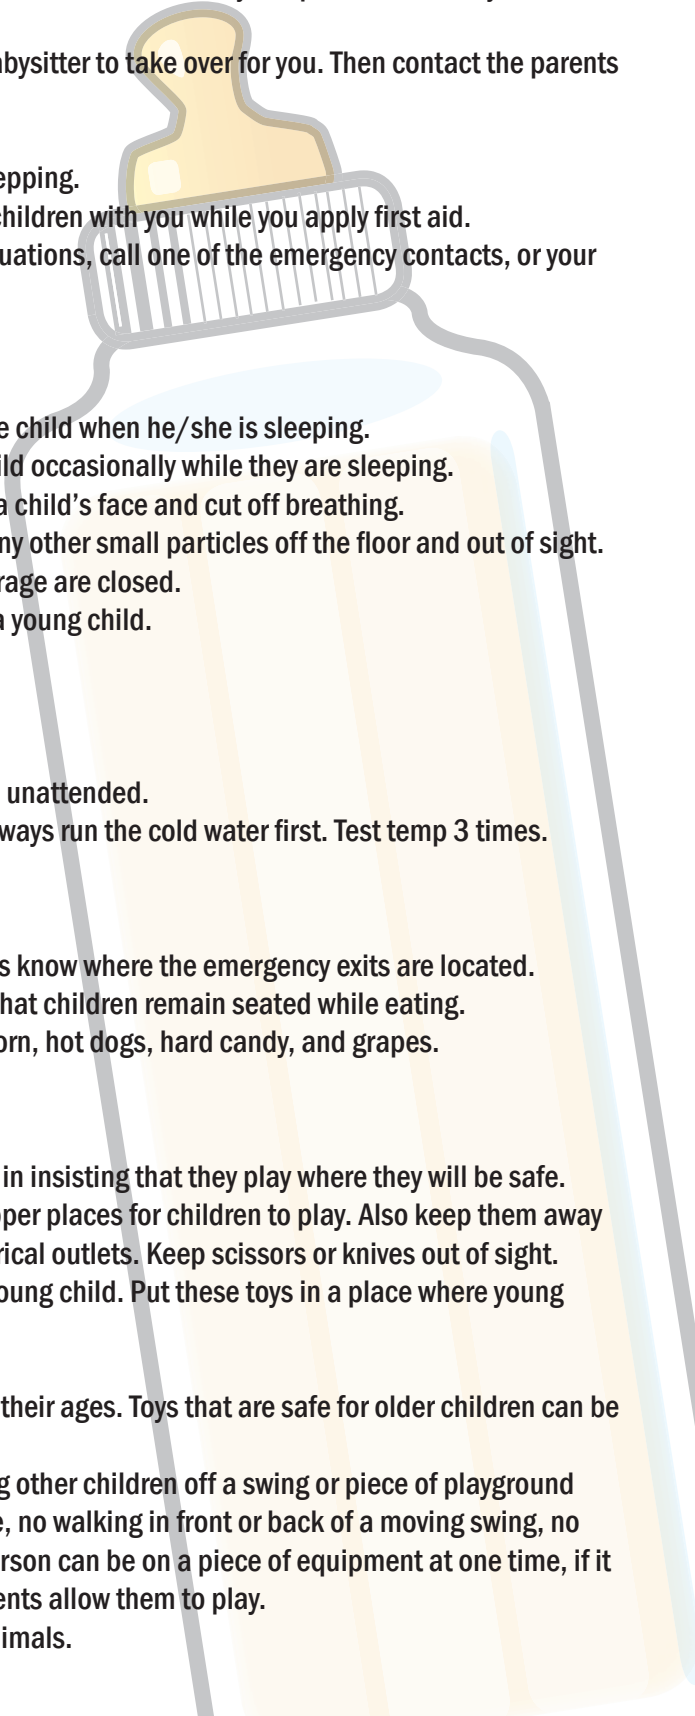 abysitter to take over for you. Then contact the parents
epping.
children with you while you apply first aid.
uations, call one of the emergency contacts, or your
e child when he/she is sleeping.
ild occasionally while they are sleeping.
a child's face and cut off breathing.
ny other small particles off the floor and out of sight.
rage are closed.
a young child.
unattended.
ways run the cold water first. Test temp 3 times.
s know where the emergency exits are located.
hat children remain seated while eating.
orn, hot dogs, hard candy, and grapes.
in insisting that they play where they will be safe.
per places for children to play. Also keep them away
rical outlets. Keep scissors or knives out of sight.
oung child. Put these toys in a place where young
their ages. Toys that are safe for older children can be
g other children off a swing or piece of playground
e, no walking in front or back of a moving swing, no
rson can be on a piece of equipment at one time, if it
ents allow them to play.
imals.